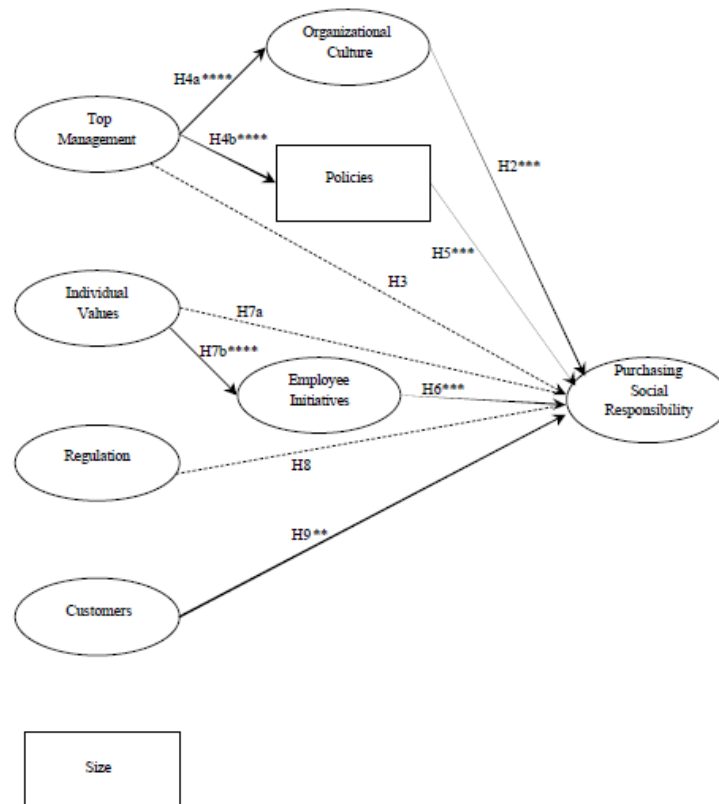 Organizational
Culture
H4a****
Top
Management
H4b****
Policies
H2***
H5***
H3
Individual
Values
H7a
H7b****
Employee
Initiatives
H6***
Purchasing
Social
Responsibility
Regulation
H8
H9**
Customers
Size